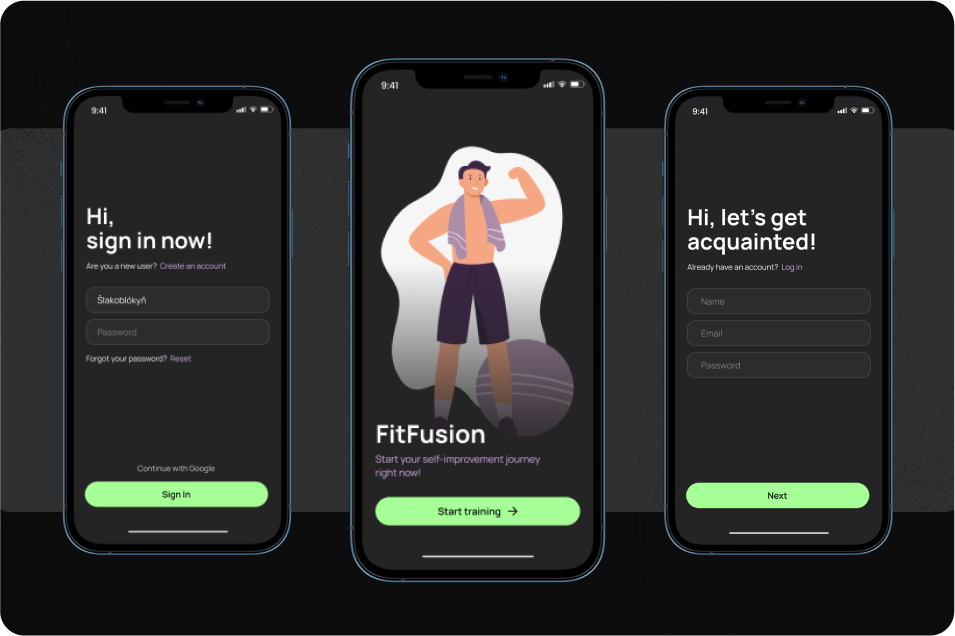 9:41
Hi,
sign in now!
Are you a new user? Create an account
Šlakoblókyň
Password
Forgot your password? Reset
Continue with Google
Sign In
9:41
FitFusion
Start your self-improvement journey
right now!
Start training →
9:41
Hi, let's get
acquainted!
Already have an account? Log in
Name
Email
Password
Next